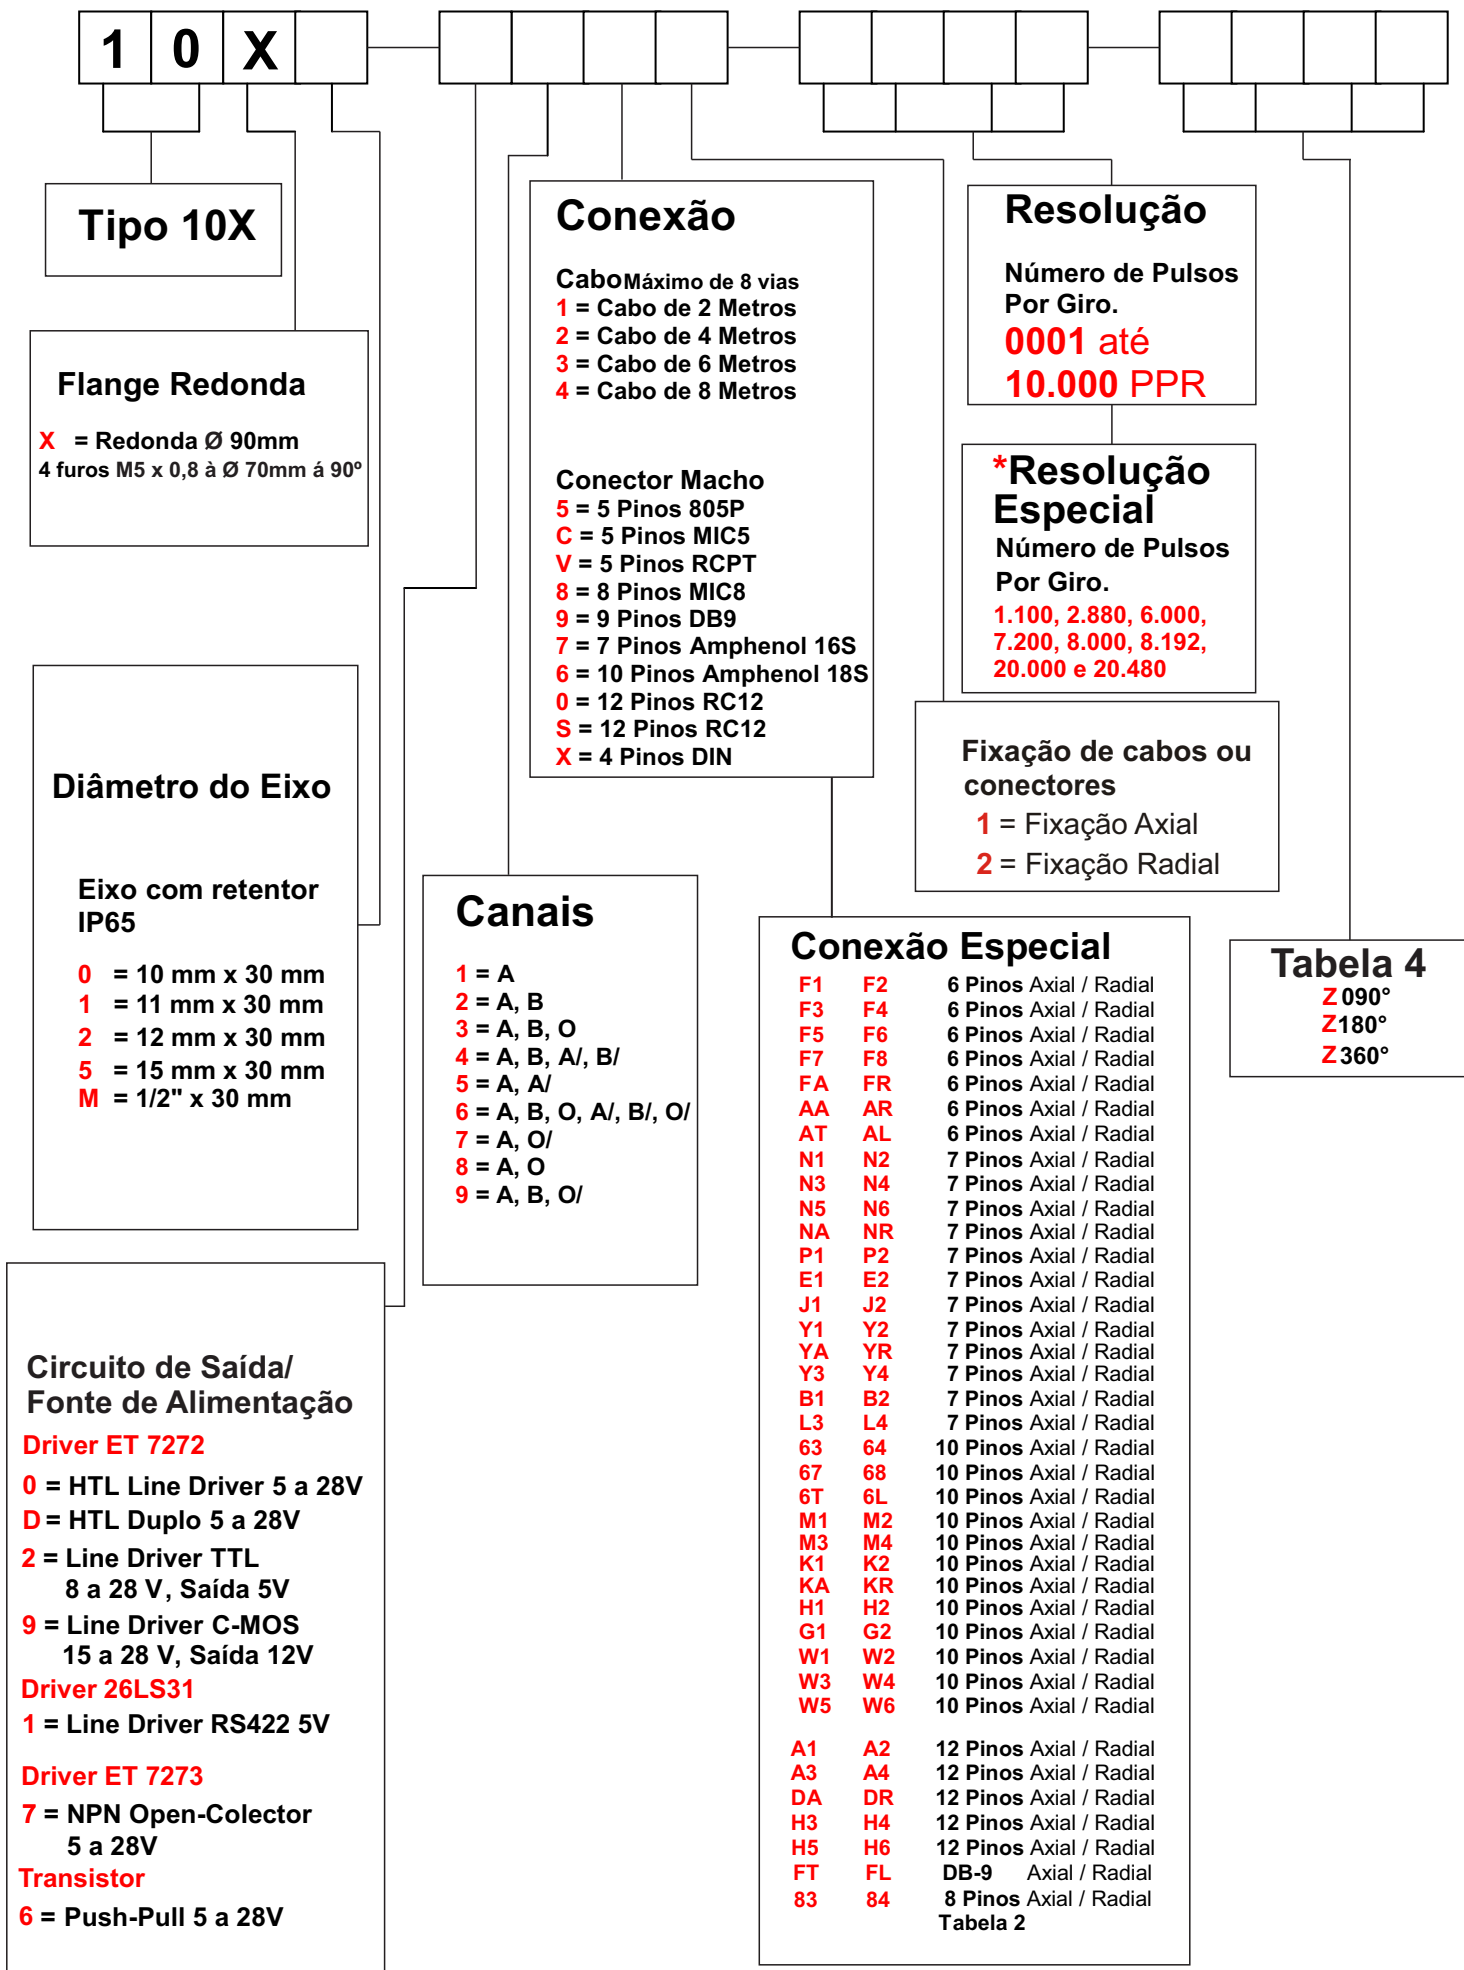 1 0 X
Tipo 10X
Flange Redonda
X = Redonda Ø 90mm
4 furos M5 x 0,8 à Ø 70mm á 90º
Diâmetro do Eixo
Eixo com retentor
IP65
0 = 10 mm x 30 mm
1 = 11 mm x 30 mm
2 = 12 mm x 30 mm
5 = 15 mm x 30 mm
M = 1/2" x 30 mm
Circuito de Saída/
Fonte de Alimentação
Driver ET 7272
0 = HTL Line Driver 5 a 28V
D = HTL Duplo 5 a 28V
2 = Line Driver TTL
8 a 28 V, Saída 5V
9 = Line Driver C-MOS
15 a 28 V, Saída 12V
Driver 26LS31
1 = Line Driver RS422 5V
Driver ET 7273
7 = NPN Open-Colector
5 a 28V
Transistor
6 = Push-Pull 5 a 28V
Canais
1 = A
2 = A, B
3 = A, B, O
4 = A, B, A/, B/
5 = A, A/
6 = A, B, O, A/, B/, O/
7 = A, O/
8 = A, O
9 = A, B, O/
Conexão
Cabo Máximo de 8 vias
1 = Cabo de 2 Metros
2 = Cabo de 4 Metros
3 = Cabo de 6 Metros
4 = Cabo de 8 Metros
Conector Macho
5 = 5 Pinos 805P
C = 5 Pinos MIC5
V = 5 Pinos RCPT
8 = 8 Pinos MIC8
9 = 9 Pinos DB9
7 = 7 Pinos Amphenol 16S
6 = 10 Pinos Amphenol 18S
0 = 12 Pinos RC12
S = 12 Pinos RC12
X = 4 Pinos DIN
Conexão Especial
F1 F2 6 Pinos Axial / Radial
F3 F4 6 Pinos Axial / Radial
F5 F6 6 Pinos Axial / Radial
F7 F8 6 Pinos Axial / Radial
FA FR 6 Pinos Axial / Radial
AA AR 6 Pinos Axial / Radial
AT AL 6 Pinos Axial / Radial
N1 N2 7 Pinos Axial / Radial
N3 N4 7 Pinos Axial / Radial
N5 N6 7 Pinos Axial / Radial
NA NR 7 Pinos Axial / Radial
P1 P2 7 Pinos Axial / Radial
E1 E2 7 Pinos Axial / Radial
J1 J2 7 Pinos Axial / Radial
Y1 Y2 7 Pinos Axial / Radial
YA YR 7 Pinos Axial / Radial
Y3 Y4 7 Pinos Axial / Radial
B1 B2 7 Pinos Axial / Radial
L3 L4 7 Pinos Axial / Radial
63 64 10 Pinos Axial / Radial
67 68 10 Pinos Axial / Radial
6T 6L 10 Pinos Axial / Radial
M1 M2 10 Pinos Axial / Radial
M3 M4 10 Pinos Axial / Radial
K1 K2 10 Pinos Axial / Radial
KA KR 10 Pinos Axial / Radial
H1 H2 10 Pinos Axial / Radial
G1 G2 10 Pinos Axial / Radial
W1 W2 10 Pinos Axial / Radial
W3 W4 10 Pinos Axial / Radial
W5 W6 10 Pinos Axial / Radial
A1 A2 12 Pinos Axial / Radial
A3 A4 12 Pinos Axial / Radial
DA DR 12 Pinos Axial / Radial
H3 H4 12 Pinos Axial / Radial
H5 H6 12 Pinos Axial / Radial
FT FL DB-9 Axial / Radial
83 84 8 Pinos Axial / Radial
Tabela 2
Resolução
Número de Pulsos
Por Giro.
0001 até
10.000 PPR
*Resolução
Especial
Número de Pulsos
Por Giro.
1.100, 2.880, 6.000,
7.200, 8.000, 8.192,
20.000 e 20.480
Fixação de cabos ou
conectores
1 = Fixação Axial
2 = Fixação Radial
Tabela 4
Z 090°
Z180°
Z 360°